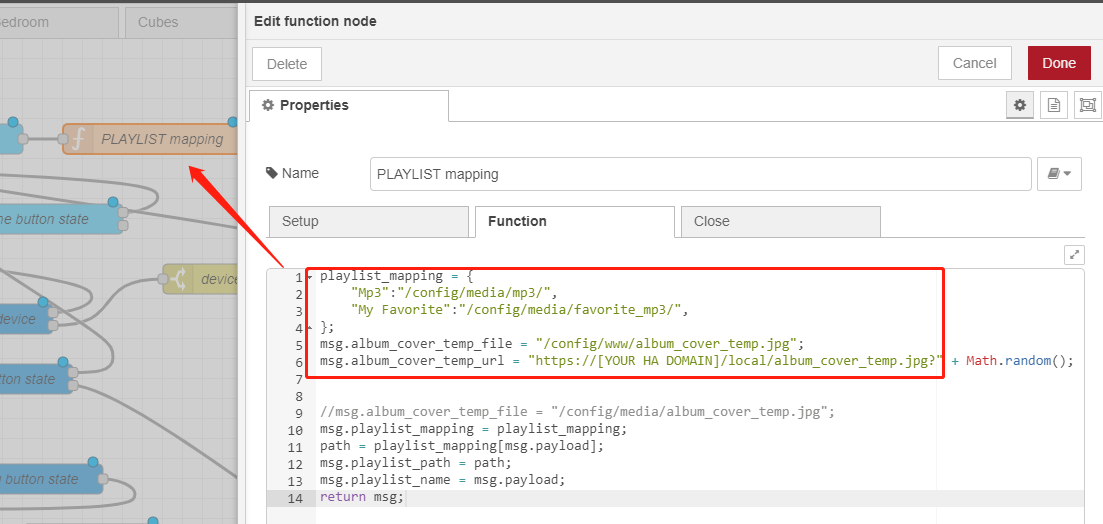 edroom
Cubes
Edit function node
Delete
Cancel
Done
Properties
PLAYLIST mapping
Name
PLAYLIST mapping
Setup
Function
Close
ne button state
device
device
tton state
button state
1 playlist_mapping = {
2 "Mp3":"/config/media/mp3/",
3 "My Favorite":"/config/media/favorite_mp3/",
4 };
5 msg.album_cover_temp_file = "/config/www/album_cover_temp.jpg";
6 msg.album_cover_temp_url = "https://[YOUR HA DOMAIN]/local/album_cover_temp.jpg?" + Math.random();
7
8
9 //msg.album_cover_temp_file = "/config/media/album_cover_temp.jpg";
10 msg.playlist_mapping = playlist_mapping;
11 path = playlist_mapping[msg.payload];
12 msg.playlist_path = path;
13 msg.playlist_name = msg.payload;
14 return msg;